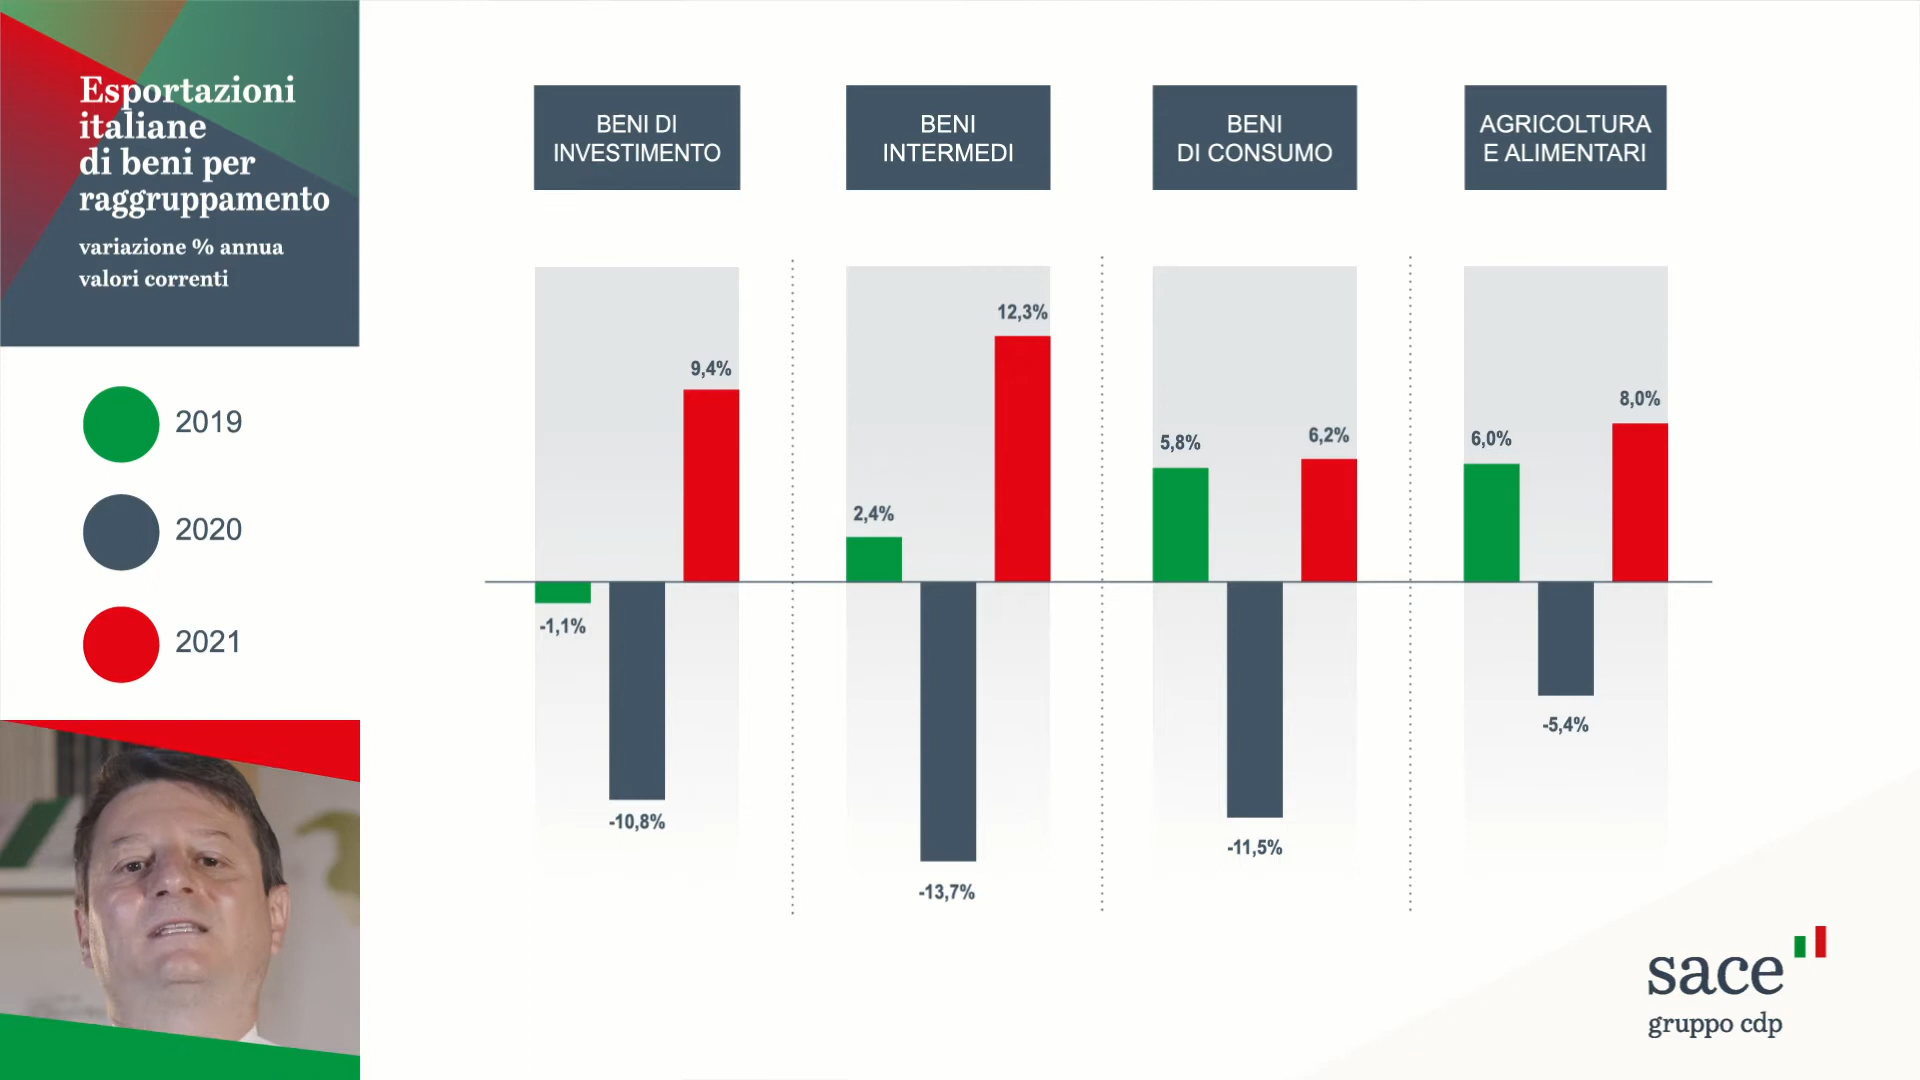 Esportazioni
italiane
di beni per
raggruppamento
variazione % annua
valori correnti
2019
2020
2021
BENI DI
INVESTIMENTO
BENI
INTERMEDI
BENI
DI CONSUMO
AGRICOLTURA
E ALIMENTARI
-1,1%
-10,8%
9,4%
2,4%
-13,7%
12,3%
5,8%
-11,5%
6,2%
6,0%
-5,4%
8,0%
sace
gruppo cdp